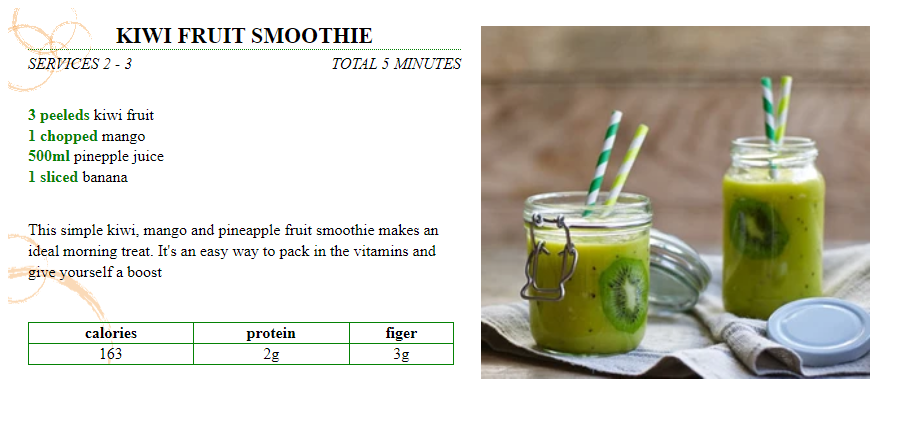 KIWI FRUIT SMOOTHIE
SERVICES 2 - 3 TOTAL 5 MINUTES
3 peeleds kiwi fruit
1 chopped mango
500ml pinepple juice
1 sliced banana
This simple kiwi, mango and pineapple fruit smoothie makes an
ideal morning treat. It's an easy way to pack in the vitamins and
give yourself a boost
calories protein figer
163 2g 3g